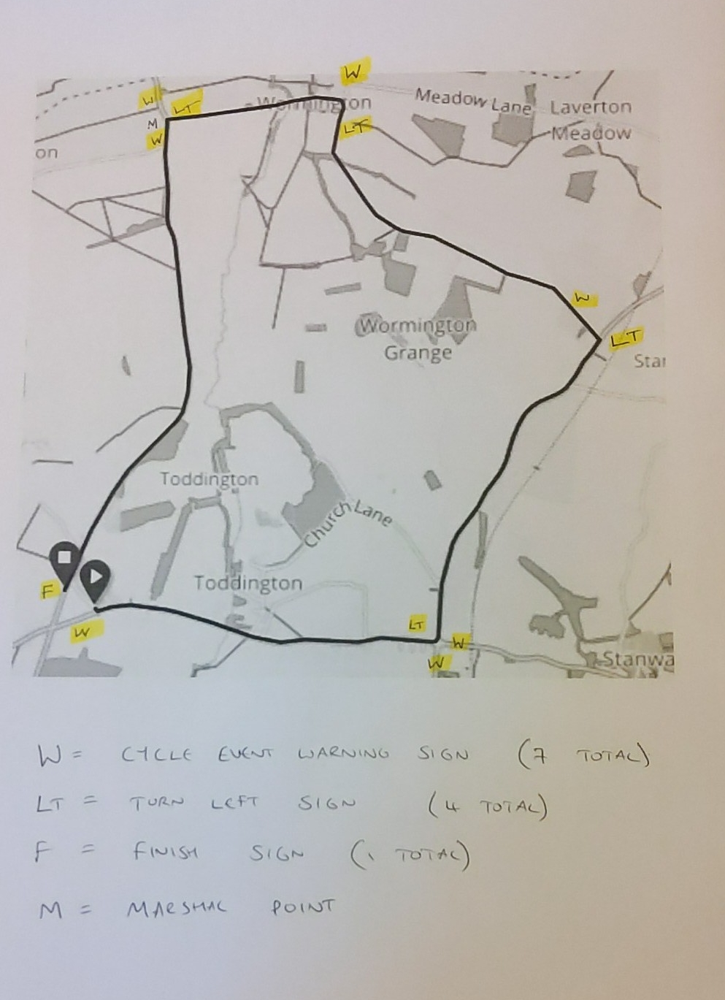 W
Wormington
Meadow Lane
Laverton
Meadow
W
LT
M
W
LT
on
W
Wormington
Grange
LT
Star
Toddington
Church Lane
Toddington
F
W
LT
W
W
Stanwa
W = CYCLE EVENT WARNING SIGN (7 TOTAL)
LT = TURN LEFT SIGN (4 TOTAL)
F = FINISH SIGN (1 TOTAL)
M = MARSHAL POINT